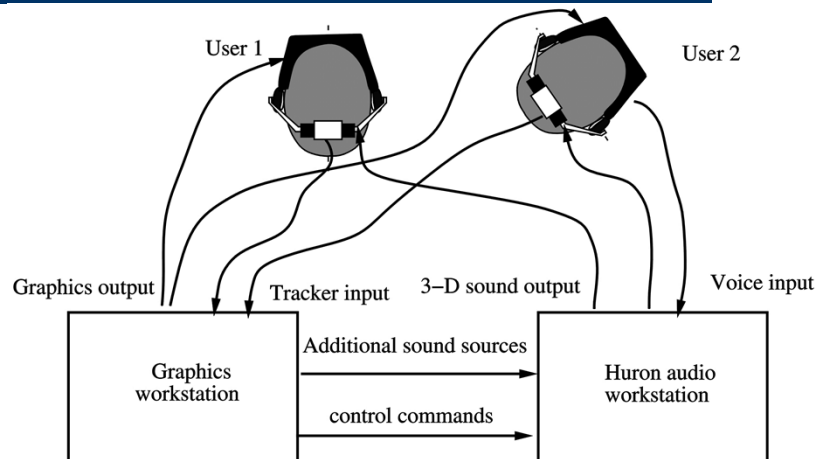 User 1
User 2
Graphics output
Tracker input
3−D sound output
Voice input
Additional sound sources
Graphics
workstation
Huron audio
workstation
control commands